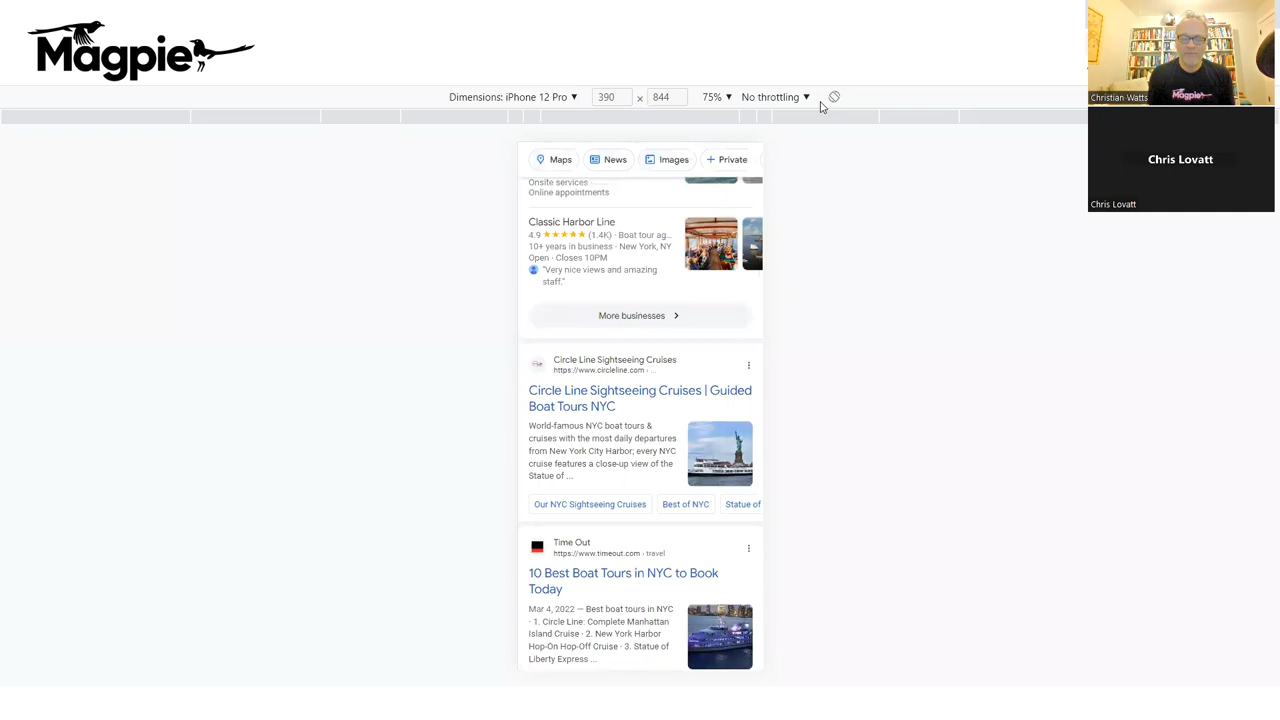 Magpie
Dimensions: iPhone 12 Pro ▼ 390 × 844 75% ▼ No throttling ▼
Christian Watts
Magpie
Chris Lovatt
Chris Lovatt
Maps News Images + Private
Onsite services
Online appointments
Classic Harbor Line
4.9 ★★★★★ (1.4K) · Boat tour ag...
10+ years in business · New York, NY
Open · Closes 10PM
"Very nice views and amazing
staff."
More businesses >
Circle Line Sightseeing Cruises
https://www.circleline.com › ...
Circle Line Sightseeing Cruises | Guided
Boat Tours NYC
World-famous NYC boat tours &
cruises with the most daily departures
from New York City Harbor; every NYC
cruise features a close-up view of the
Statue of ...
Our NYC Sightseeing Cruises Best of NYC Statue of
Time Out
https://www.timeout.com › travel
10 Best Boat Tours in NYC to Book
Today
Mar 4, 2022 — Best boat tours in NYC
· 1. Circle Line: Complete Manhattan
Island Cruise · 2. New York Harbor
Hop-On Hop-Off Cruise · 3. Statue of
Liberty Express ...